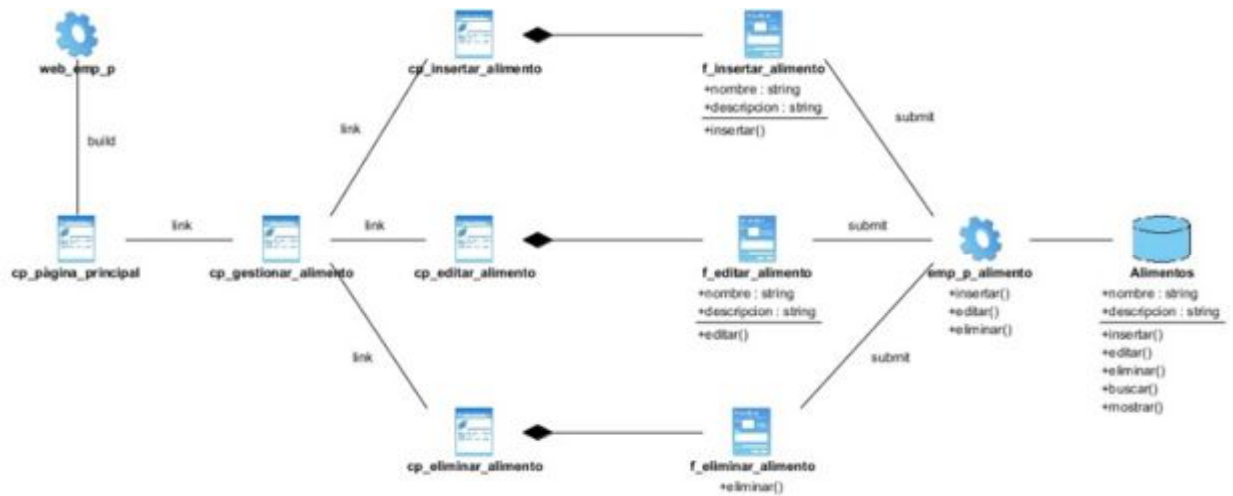 web_emp_p
build
cp_pàgina_principal
link
cp_gestionar_alimento
link
link
link
cp_insertar_alimento
cp_editar_alimento
cp_eliminar_alimento
f_insertar_alimento
+nombre : string
+descripcion : string
+insertar()
submit
f_editar_alimento
+nombre : string
+descripcion : string
+editar()
submit
f_eliminar_alimento
+eliminar()
submit
emp_p_alimento
+insertar()
+editar()
+eliminar()
Alimentos
+nombre : string
+descripcion : string
+insertar()
+editar()
+eliminar()
+buscar()
+mostrar()